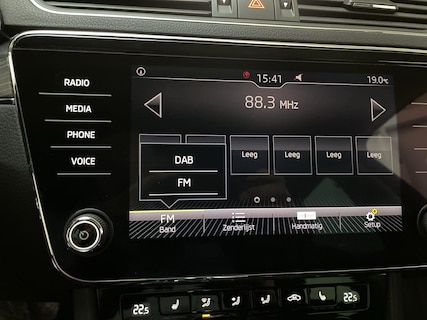 15:41
19.0°C
RADIO
MEDIA
PHONE
VOICE
88.3 MHz
DAB
FM
Leeg
Leeg
Leeg
Leeg
FM
Band
Zenderlijst
Handmatig
Setup
22.5
22.5